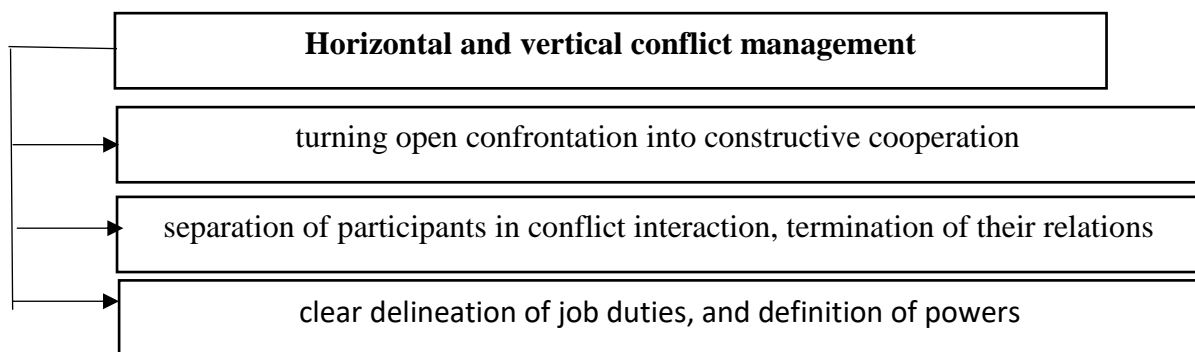 Horizontal and vertical conflict management
turning open confrontation into constructive cooperation
separation of participants in conflict interaction, termination of their relations
clear delineation of job duties, and definition of powers